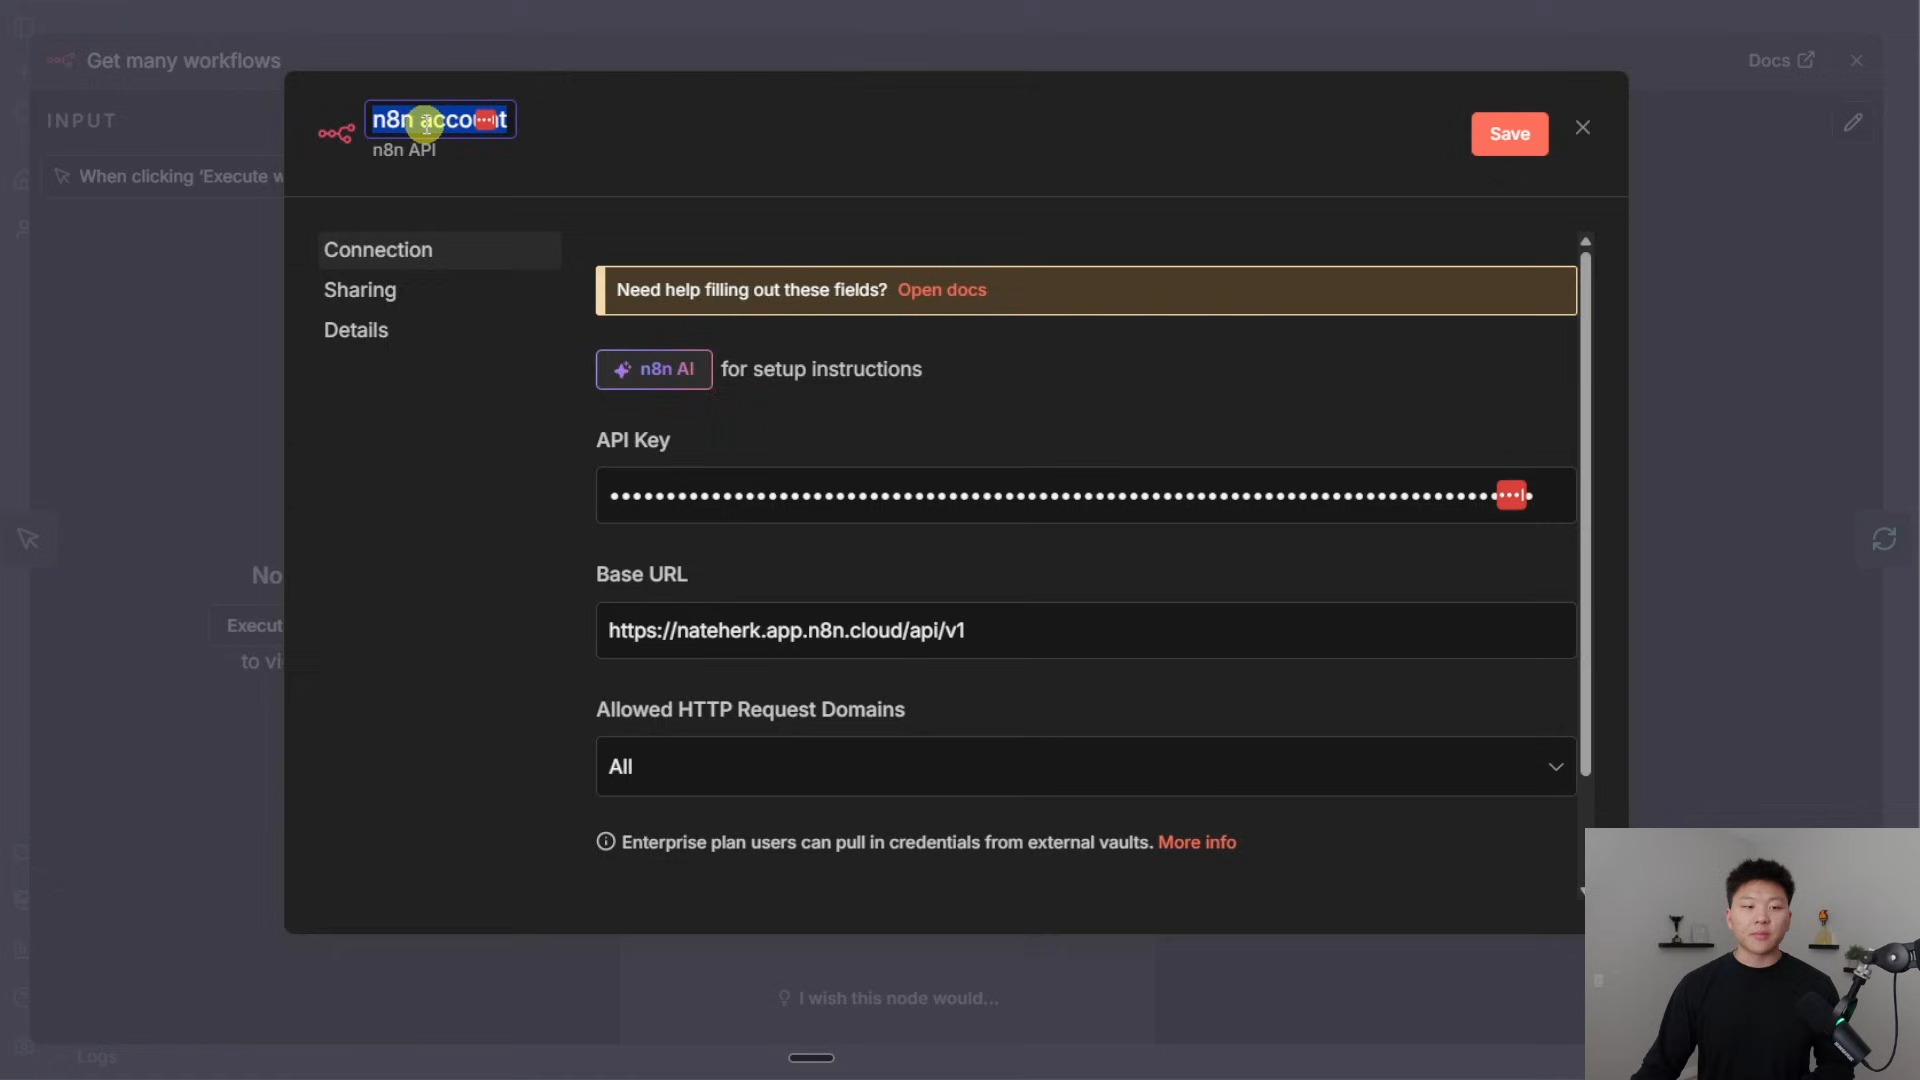 Get many workflows
Docs
INPUT
n8n account
n8n API
Save
When clicking ‘Execute w
Connection
Sharing
Details
Need help filling out these fields? Open docs
n8n AI for setup instructions
API Key
Base URL
https://nateherk.app.n8n.cloud/api/v1
No
Execut
to vi
Allowed HTTP Request Domains
All
Enterprise plan users can pull in credentials from external vaults. More info
I wish this node would...
Logs